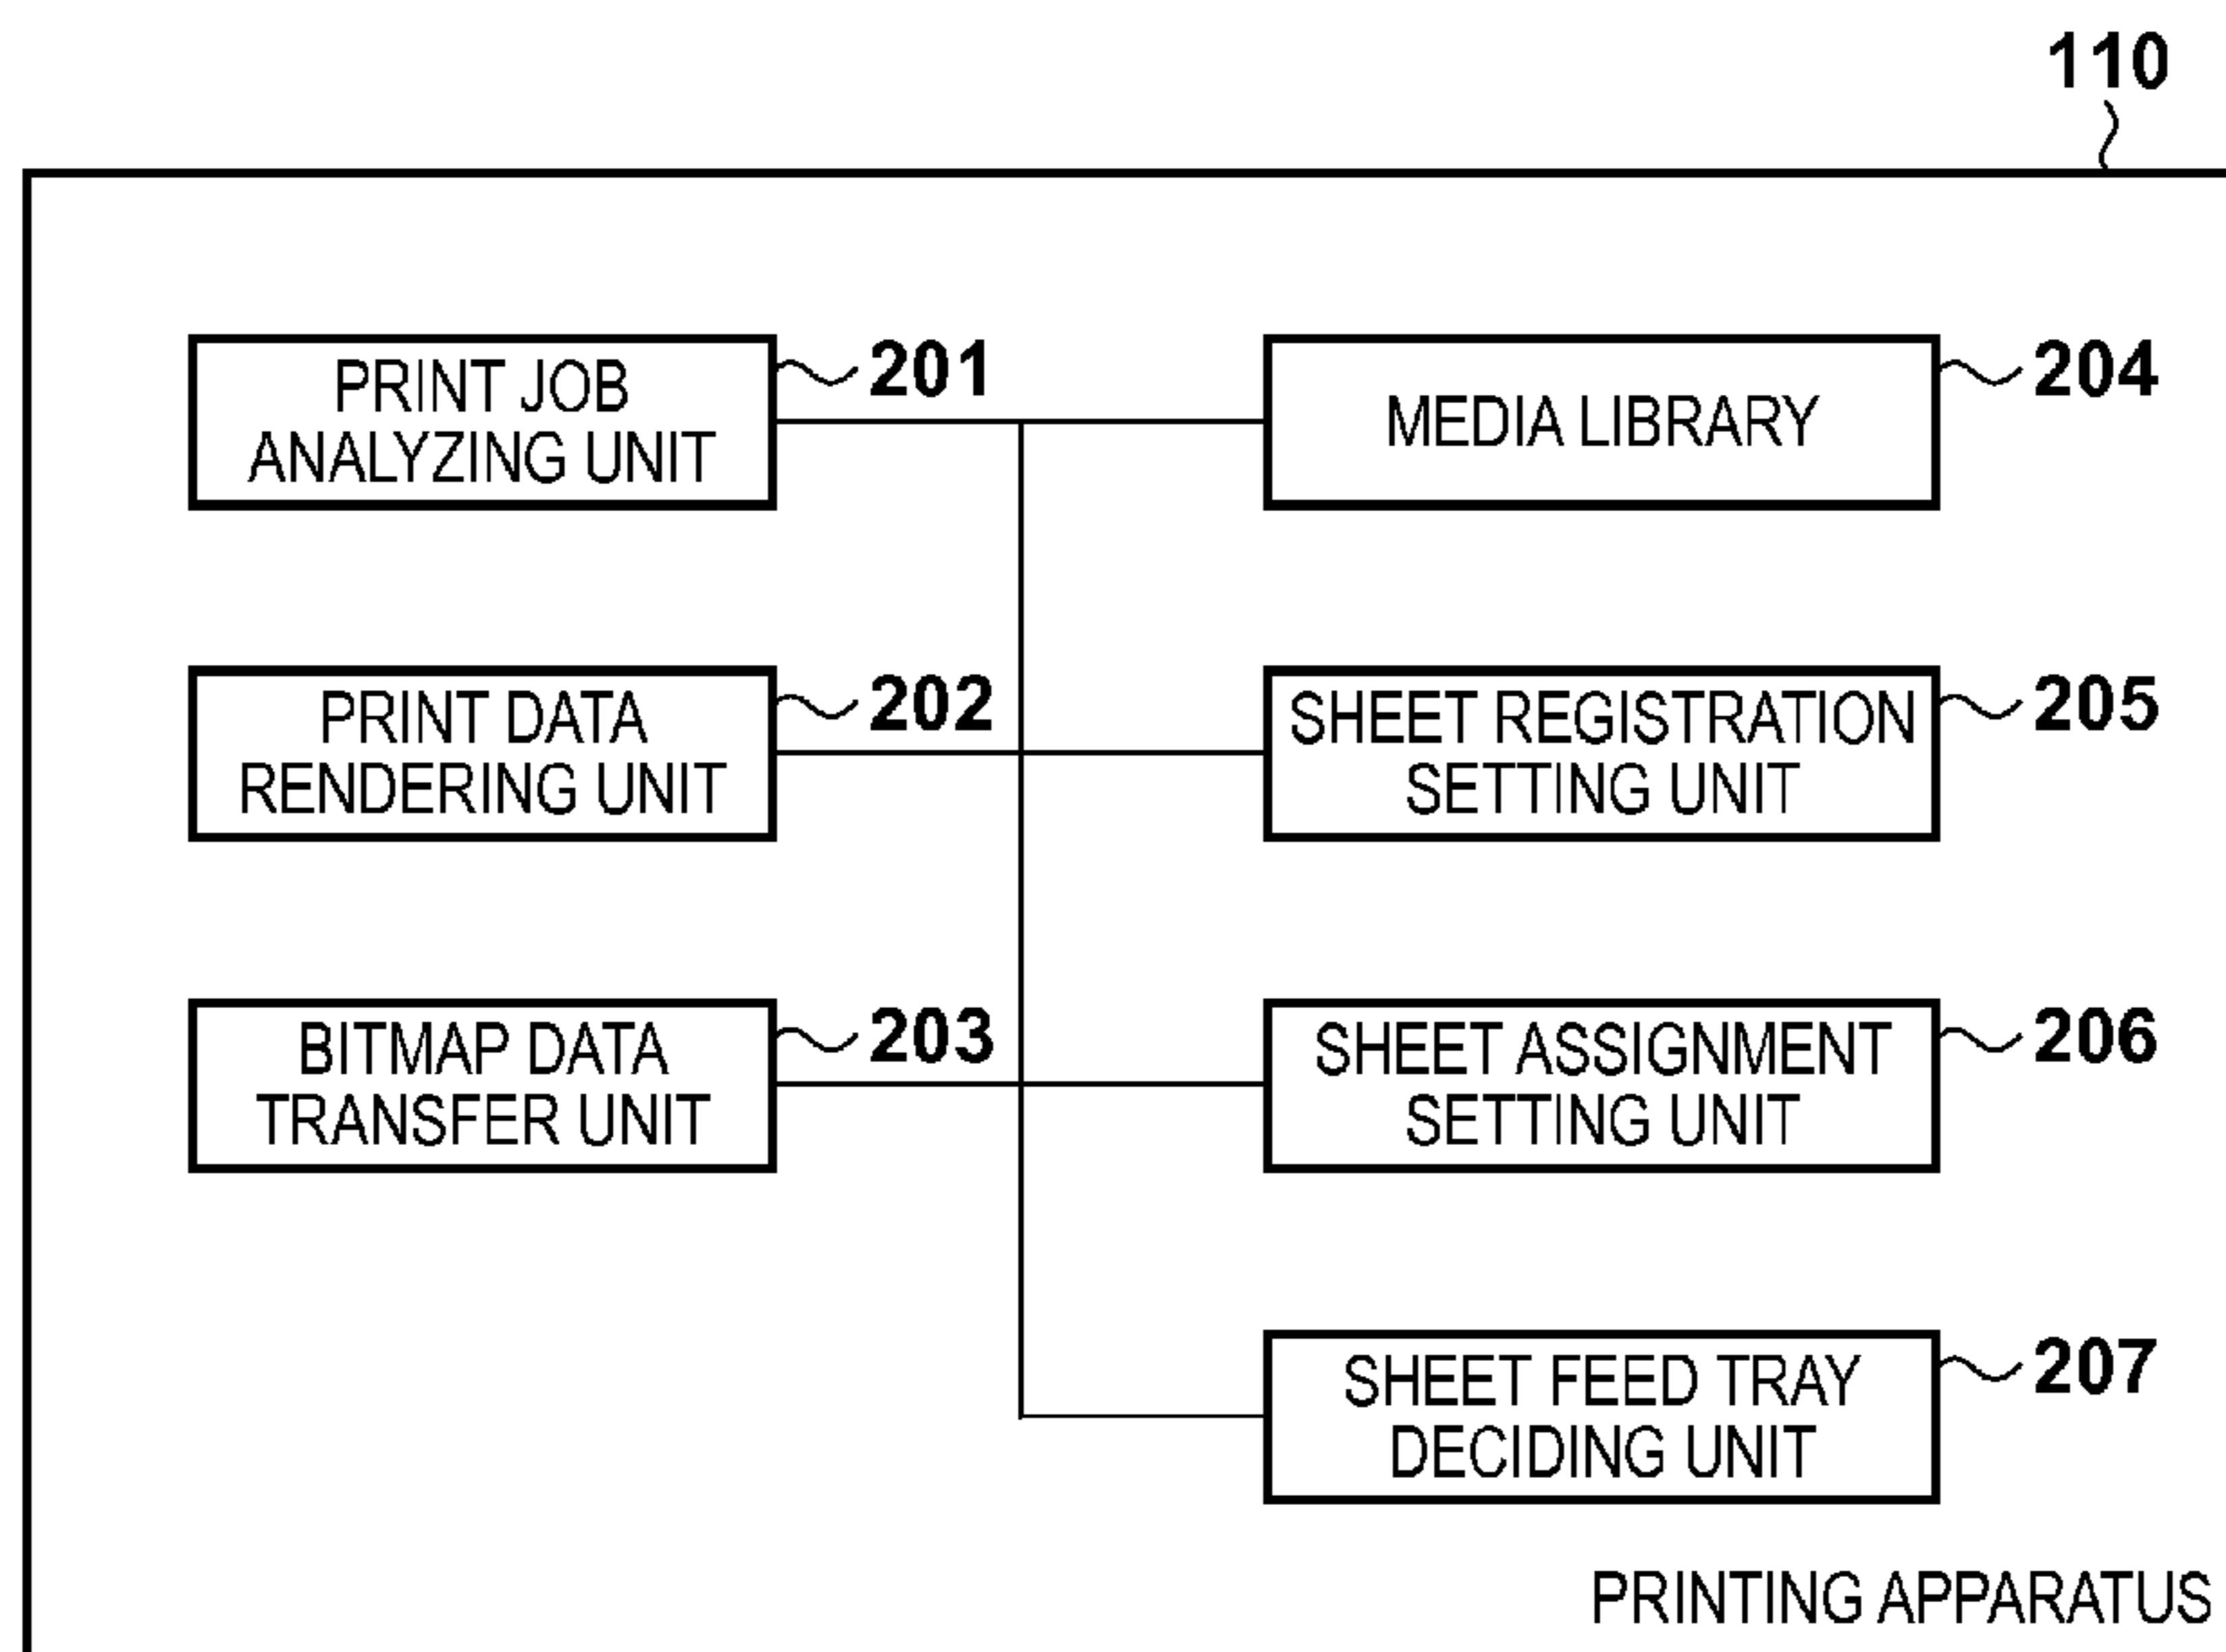 110
PRINT JOB
ANALYZING UNIT
201
MEDIA LIBRARY
204
PRINT DATA
RENDERING UNIT
202
SHEET REGISTRATION
SETTING UNIT
205
BITMAP DATA
TRANSFER UNIT
203
SHEET ASSIGNMENT
SETTING UNIT
206
SHEET FEED TRAY
DECIDING UNIT
207
PRINTING APPARATUS